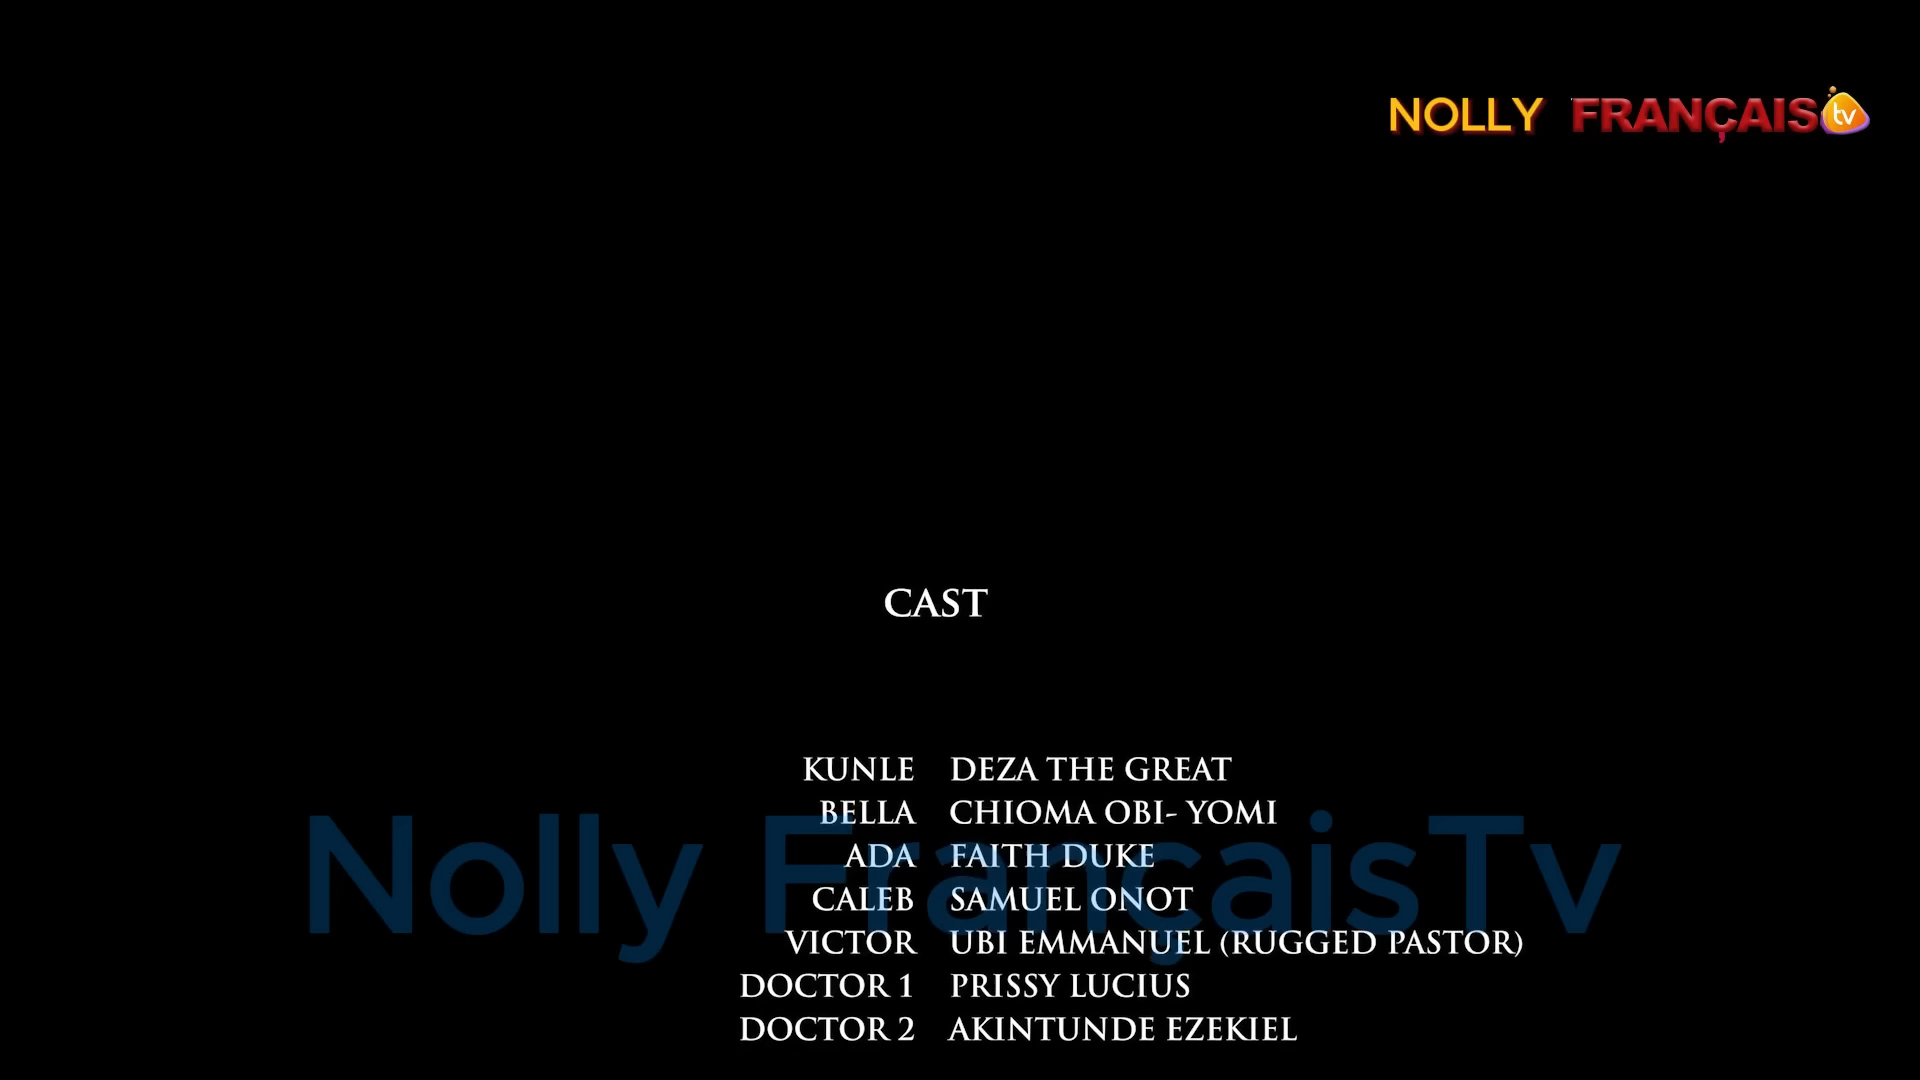 NOLLY FRANÇAIS tv
CAST
KUNLE DEZA THE GREAT
BELLA CHIOMA OBI- YOMI
ADA FAITH DUKE
CALEB SAMUEL ONOT
Nolly FrançaisTv
VICTOR UBI EMMANUEL (RUGGED PASTOR)
DOCTOR 1 PRISSY LUCIUS
DOCTOR 2 AKINTUNDE EZEKIEL